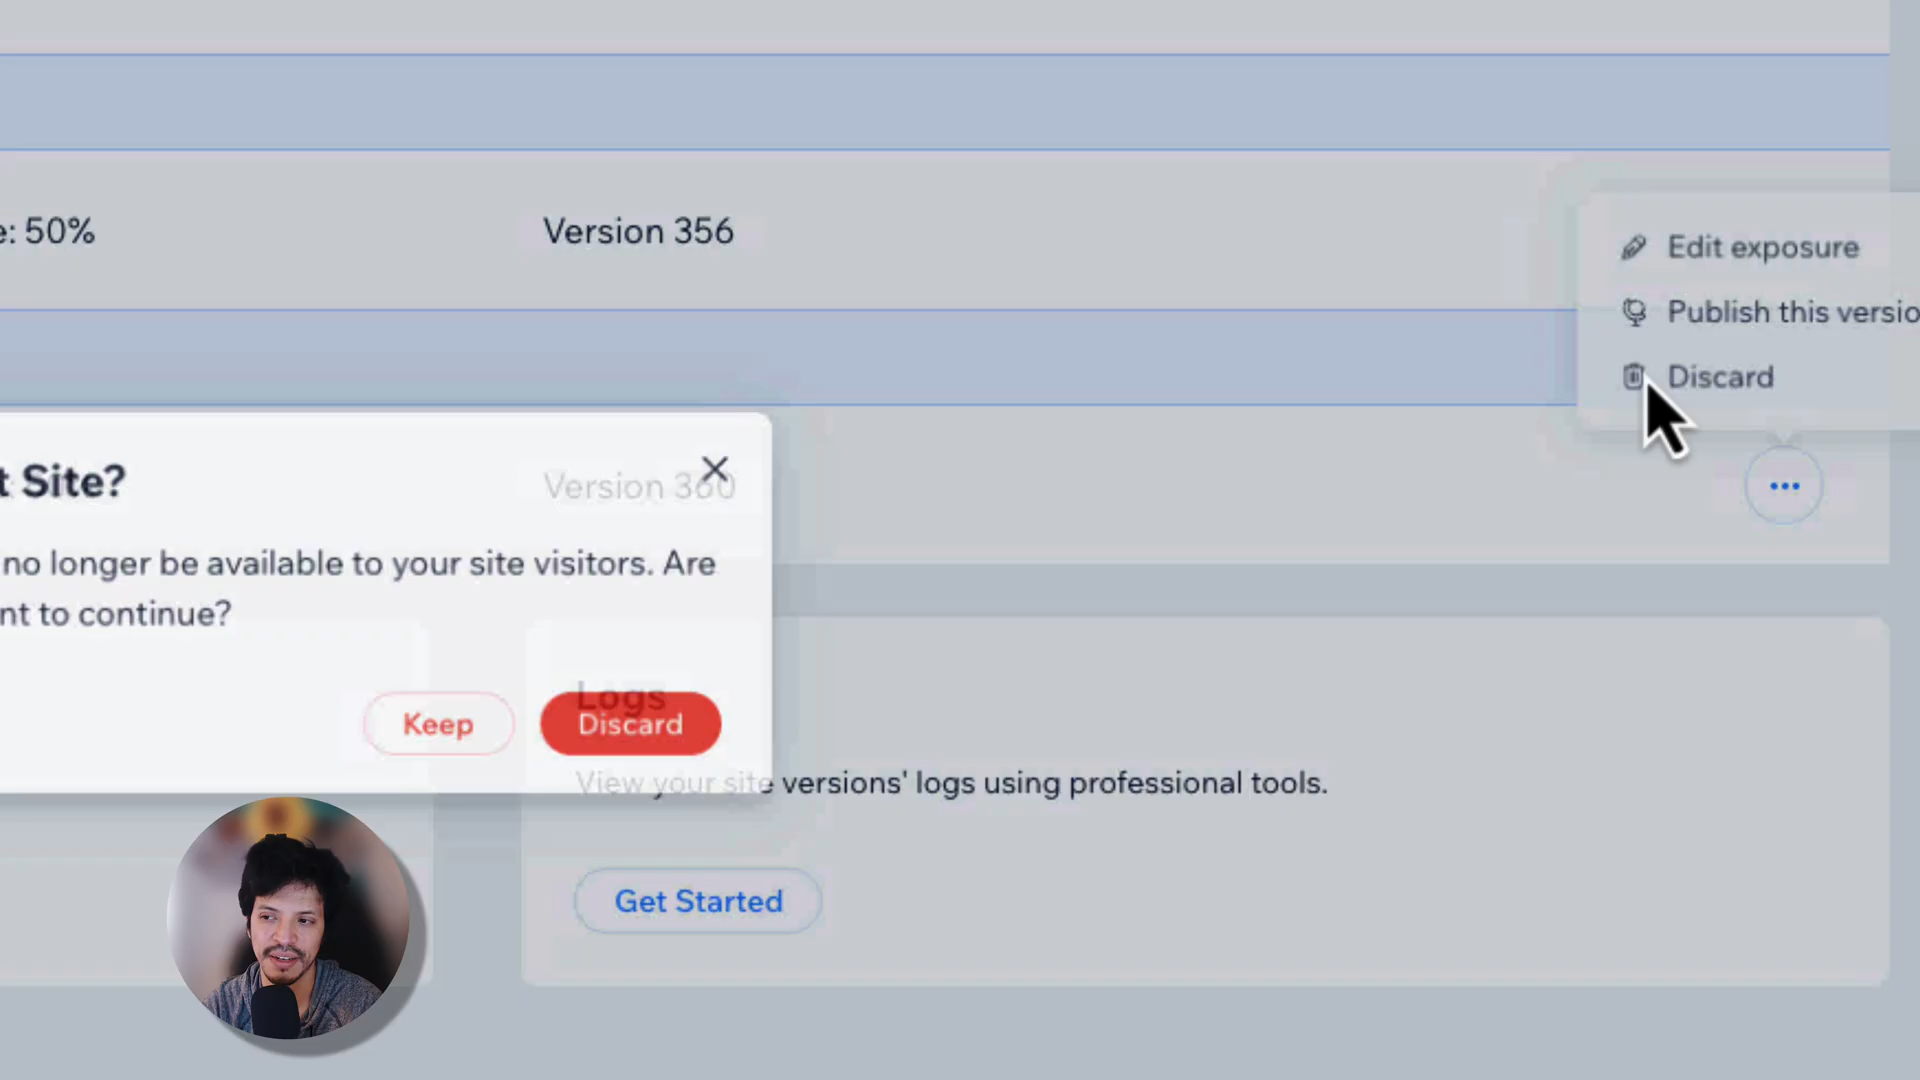 e: 50%
Version 356
Edit exposure
Publish this versio
Discard
t Site?
Version 360
no longer be available to your site visitors. Are
nt to continue?
Keep
Discard
Logs
View your site versions' logs using professional tools.
Get Started